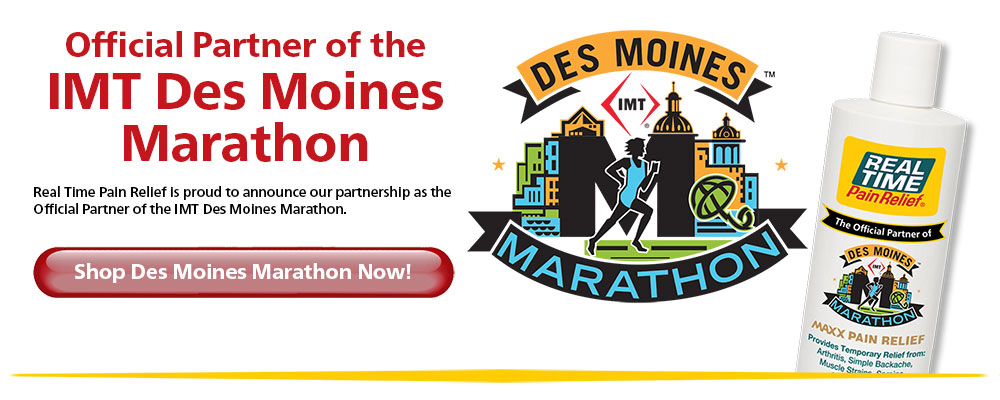 Official Partner of the
IMT Des Moines
Marathon
Real Time Pain Relief is proud to announce our partnership as the
Official Partner of the IMT Des Moines Marathon.
Shop Des Moines Marathon Now!
DES MOINES
TM
IMT
®
M
MARATHON
REAL
TIME
Pain Relief®
The Official Partner of
DES MOINES
IMT
M
MARATHON
MAXX PAIN RELIEF
Provides Temporary Relief from:
Arthritis, Simple Backache,
Muscle Strains,